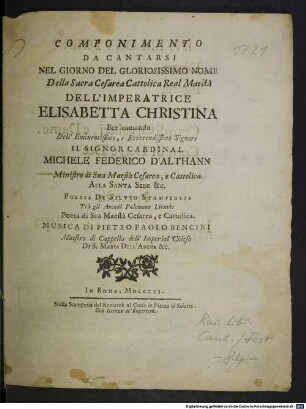 1721
COMPONIMENTO
DA CANTARSI
NEL GIORNO DEL GLORIOSISSIMO NOME
Della Sacra Cesarea Cattolica Real Maestà
DELL'IMPERATRICE
ELISABETTA CHRISTINA
Per comando
Dell' Eminentissimo, e Reverendissimo Signore
IL SIGNOR CARDINAL
MICHELE FEDERICO D'ALTHANN
Ministro di Sua Maestà Cesarea, e Cattolica
ALLA SANTA SEDE &c.
POESIA DI SILVIO STAMPIGLIA
Trà gli Arcadi Palemone Licurio
Poeta di Sua Maestà Cesarea, e Cattolica.
MUSICA DI PIETRO PAOLO BENCINI
Maestro di Cappella dell' Imperial Chiesa
DI S. MARIA DELL'ANIMA &c.
IN ROMA, MDCCXXI.
Nella Stamperia del Komarek al Corso in Piazza di Sciarra.
Con licenza de' Superiori.
Cant. / Fest
-84-